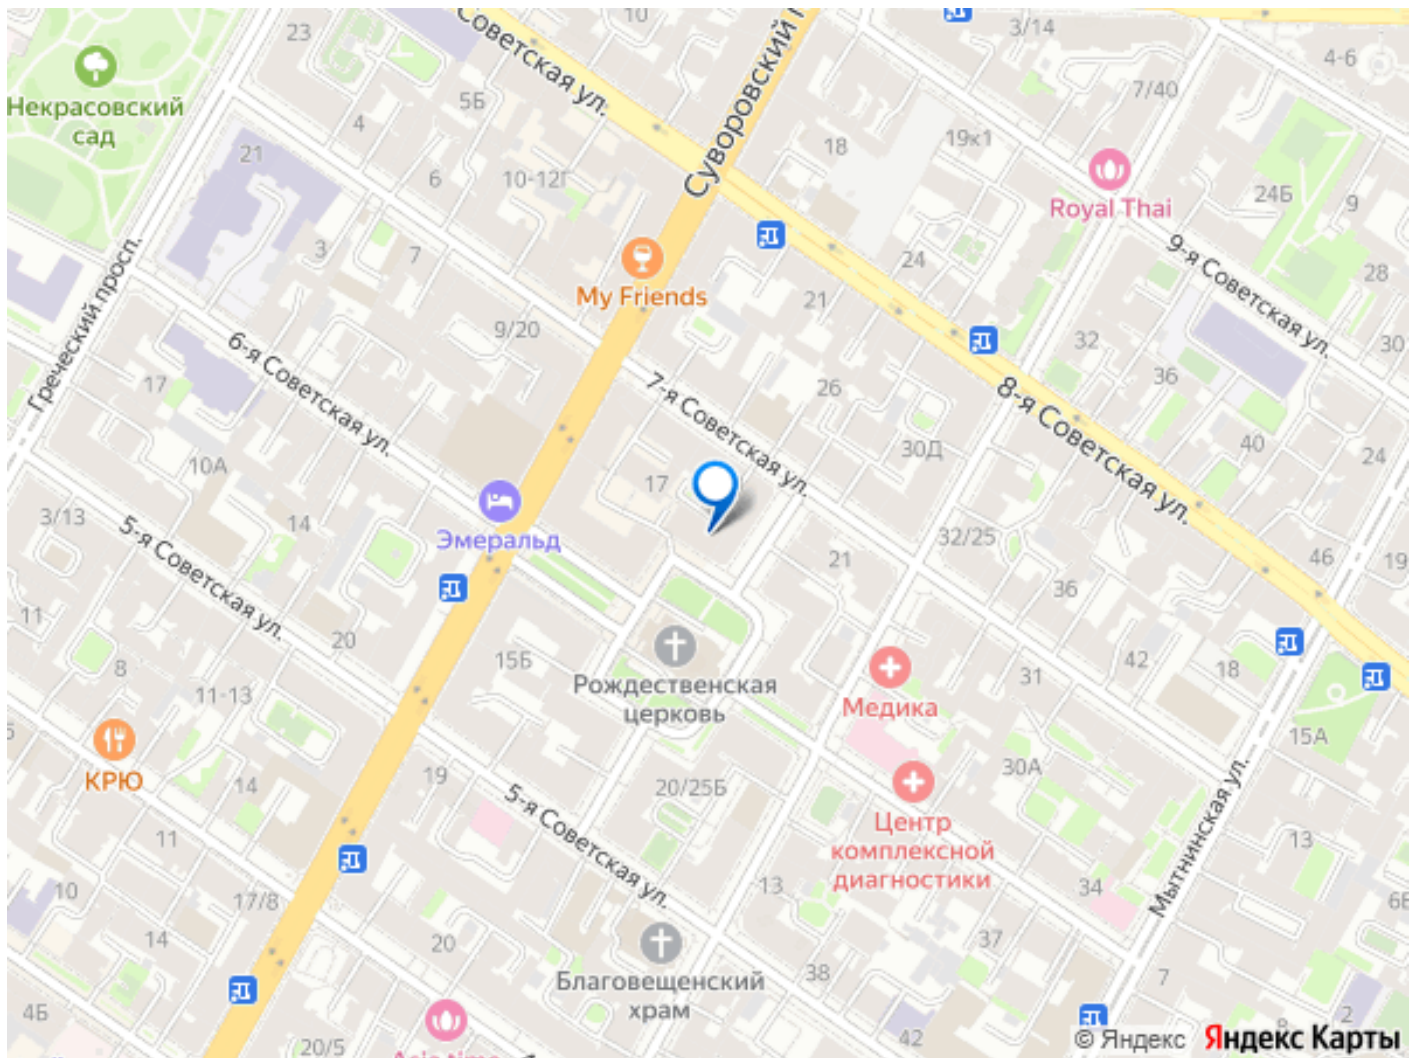 10
23
Советская ул.
Суворовский
3/14
4-6
Некрасовский
сад
5Б
4
7/40
18
19к1
21
6
10-12Г
Royal Thai
24Б
9
3
7
My Friends
24
9-я Советская ул.
28
21
Греческий просп.
9/20
6-я Советская ул.
32
30
17
7-я Советская ул.
26
36
8-я Советская ул.
40
10А
17
30Д
24
3/13
14
5-я Советская ул.
Эмеральд
21
32/25
46
19
36
11
20
15Б
8
11-13
Рождественская
церковь
Медика
31
42
18
15А
КРЮ
14
19
5-я Советская ул.
20/25Б
30А
Мытнинская ул.
11
Центр
комплексной
диагностики
13
13
10
17/8
34
6Б
14
20
37
Благовещенский
храм
38
7
4Б
20/5
42
8
2
Asia time
© Яндекс Яндекс Карты